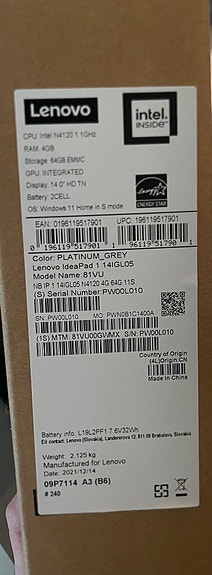 Lenovo
intel.
INSIDE™
CPU: Intel N4120 1.1GHz
RAM: 4GB
Storage: 64GB EMMC
GPU: INTEGRATED
Display: 14.0" HD TN
Battery: 2CELL
OS: Windows 11 Home in S mode
ENERGY STAR
EAN: 0196119517901 UPC: 196119517901
0 196119 517901 1 96119 51790 1
Color: PLATINUM_GREY
Lenovo IdeaPad 1 14IGL05
Model Name:81VU
NB IP 1 14IGL05 N4120 4G 64G 11S
(S) Serial Number: PW00L010
SN: PW00L010 MO: PWN0B1C1400A
(1S) MTM: 81VU00GWMX S/N: PW00L010
Country of Origin
(4L)Origin:CN
Made in China
Battery info: L19L2PF1 7.6V32Wh
EU contact: Lenovo (Slovakia), Landererova 12, 811 09 Bratislava, Slovakia
Weight: 2.125 kg
Manufactured for Lenovo
Date: 2021/12/14
09P7114 A3 (B6)
# 240